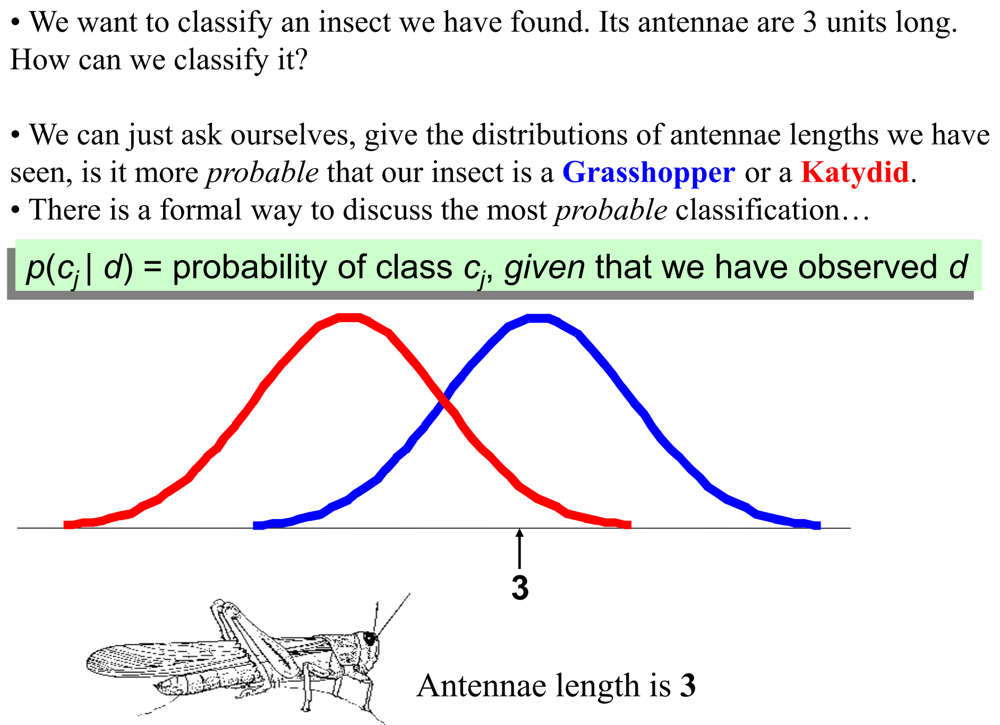 • We want to classify an insect we have found. Its antennae are 3 units long.
How can we classify it?
• We can just ask ourselves, give the distributions of antennae lengths we have
seen, is it more probable that our insect is a Grasshopper or a Katydid.
• There is a formal way to discuss the most probable classification…
p(cj | d) = probability of class cj, given that we have observed d
3
Antennae length is 3